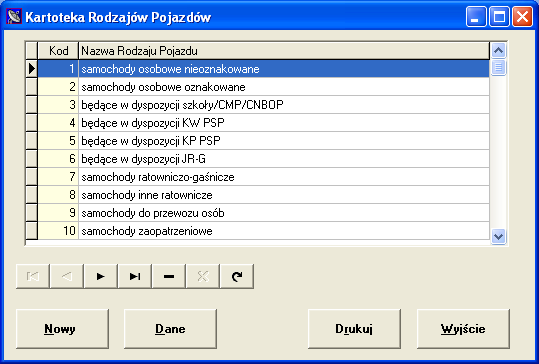 Kartoteka Rodzajów Pojazdów
Kod Nazwa Rodzaju Pojazdu
1 samochody osobowe nieoznakowane
2 samochody osobowe oznakowane
3 będące w dyspozycji szkoły/CMP/CNBOP
4 będące w dyspozycji KW PSP
5 będące w dyspozycji KP PSP
6 będące w dyspozycji JR-G
7 samochody ratowniczo-gaśnicze
8 samochody inne ratownicze
9 samochody do przewozu osób
10 samochody zaopatrzeniowe
Nowy Dane Drukuj Wyjście